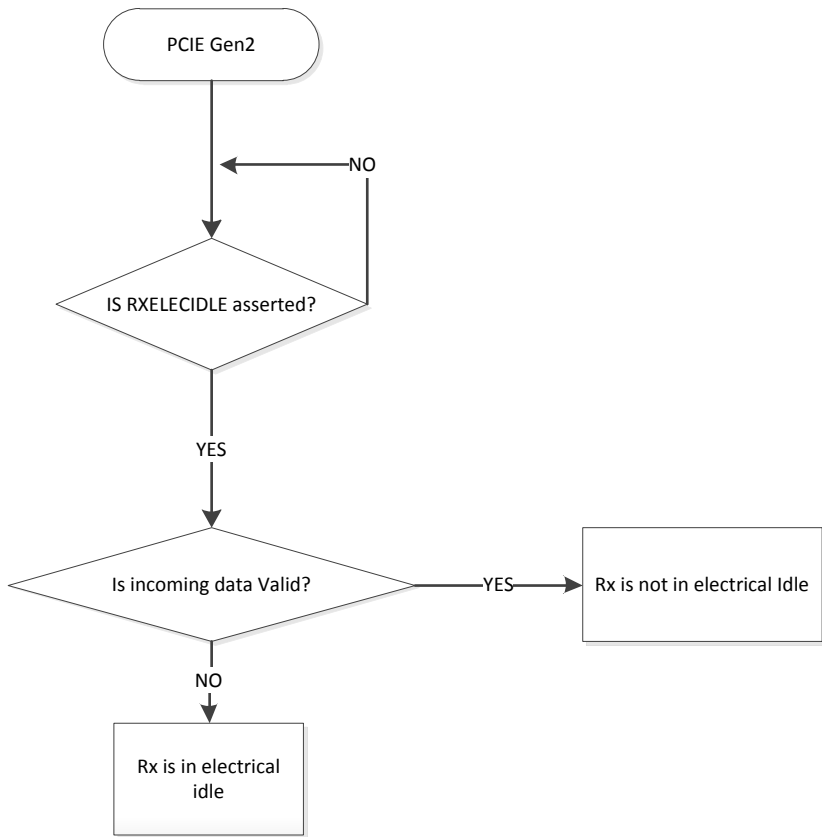 PCIE Gen2
NO
IS RXELECIDLE asserted?
YES
Is incoming data Valid?
YES
Rx is not in electrical Idle
NO
Rx is in electrical
idle